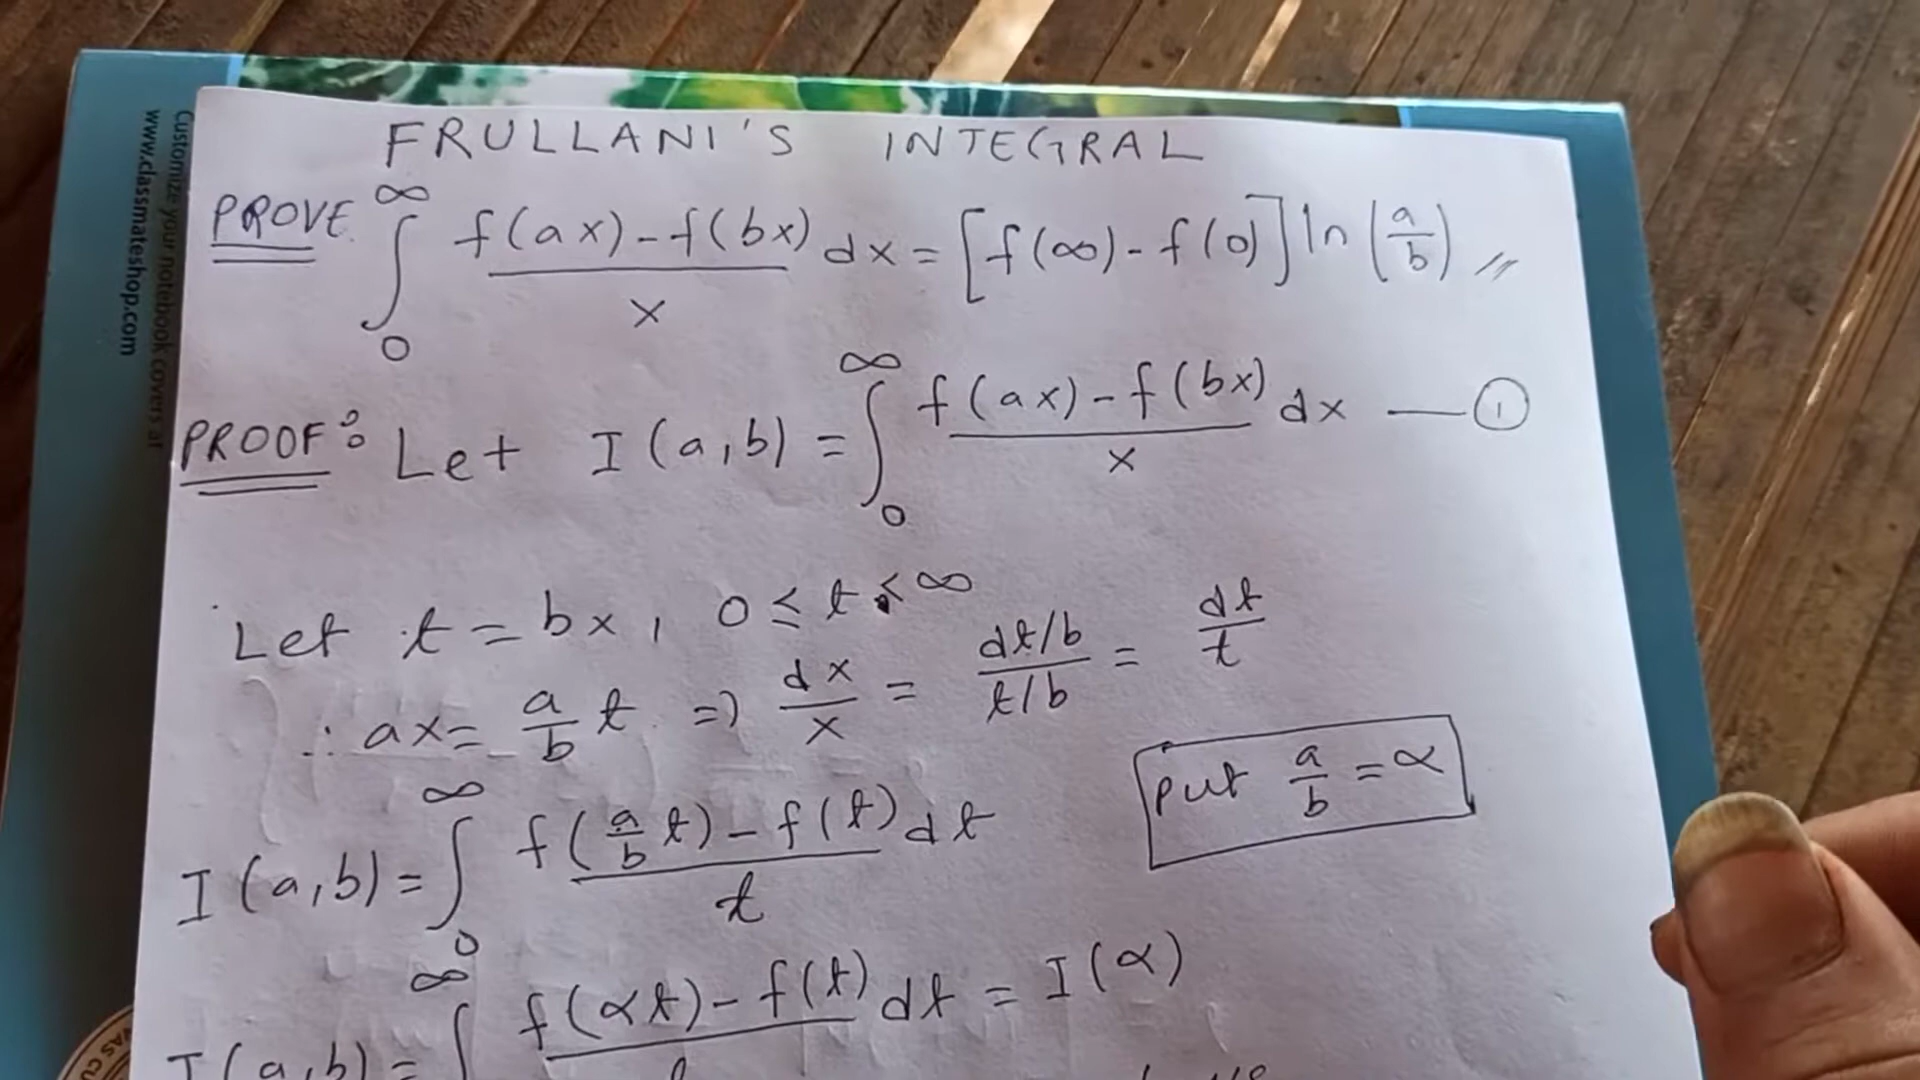 Customize your notebook covers at
www.classmateshop.com
FRULLANI'S INTEGRAL
PROVE ∫₀^∞ (f(ax)-f(bx))/x dx = [f(∞)-f(0)] ln(a/b) //
PROOF: Let I(a,b) = ∫₀^∞ (f(ax)-f(bx))/x dx — ①
Let t = bx, 0 ≤ t < ∞
∴ ax = (a/b) t ⇒ dx/x = (dt/b)/(t/b) = dt/t
put a/b = α
I(a,b) = ∫₀^∞ (f((a/b)t)-f(t))/t dt
I(a,b) = ∫^∞ (f(αt)-f(t)) dt = I(α)